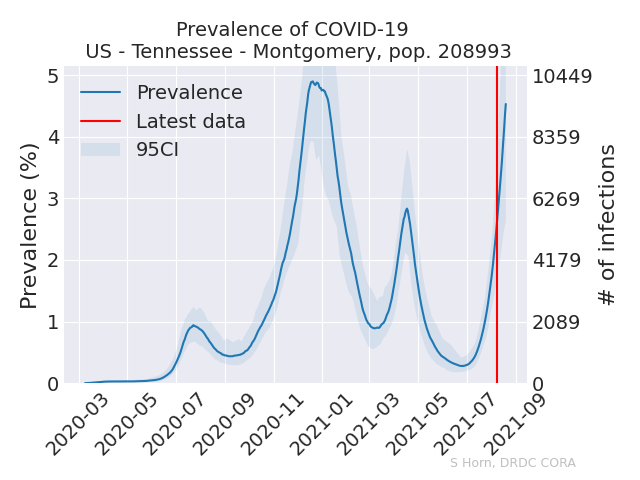 Prevalence of COVID-19
US - Tennessee - Montgomery, pop. 208993
Prevalence
Latest data
95CI
Prevalence (%)
5
4
3
2
1
0
10449
8359
6269
4179
2089
0
# of infections
2020-03
2020-05
2020-07
2020-09
2020-11
2021-01
2021-03
2021-05
2021-07
2021-09
S Horn, DRDC CORA